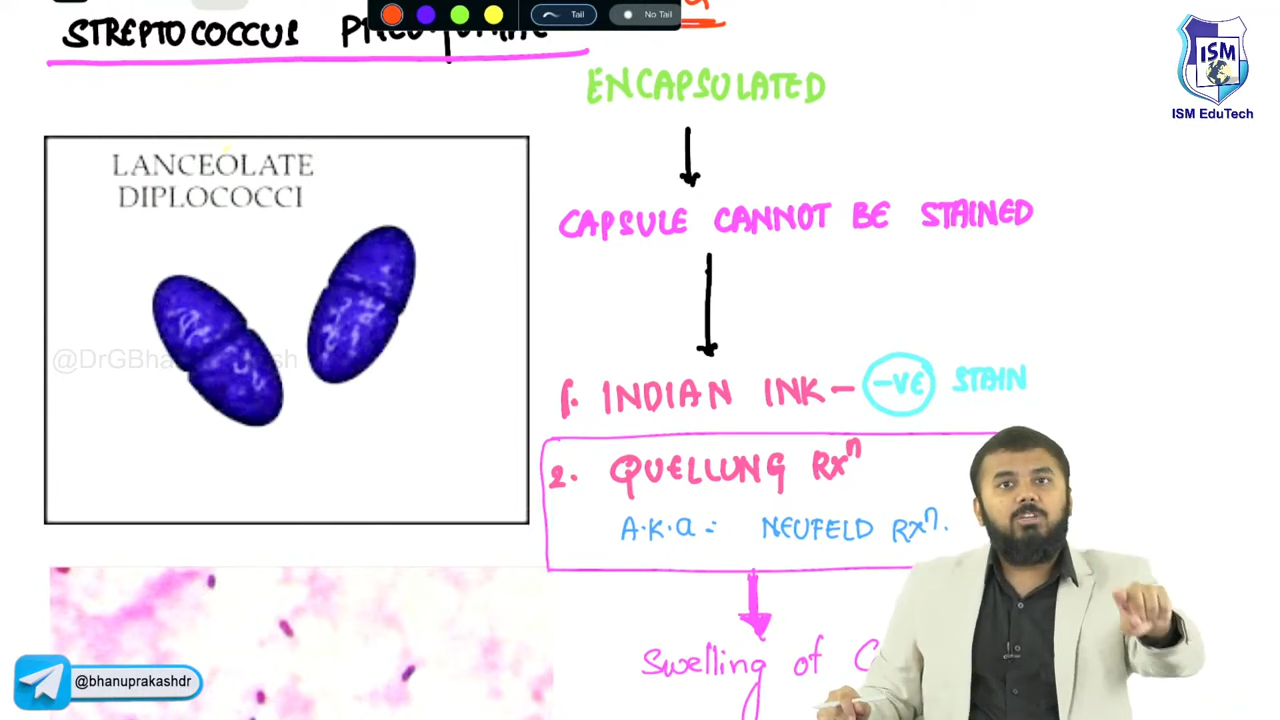 Tail
No Tail
STREPTOCOCCUS
ISM
ISM EduTech
ENCAPSULATED
LANCEOLATE
DIPLOCOCCI
CAPSULE CANNOT BE STAINED
@DrGBhanuprakash
1. INDIAN INK – -VE STAIN
2. QUELLUNG Rxⁿ
A.K.a = NEUFELD Rxⁿ.
Swelling of
@bhanuprakashdr